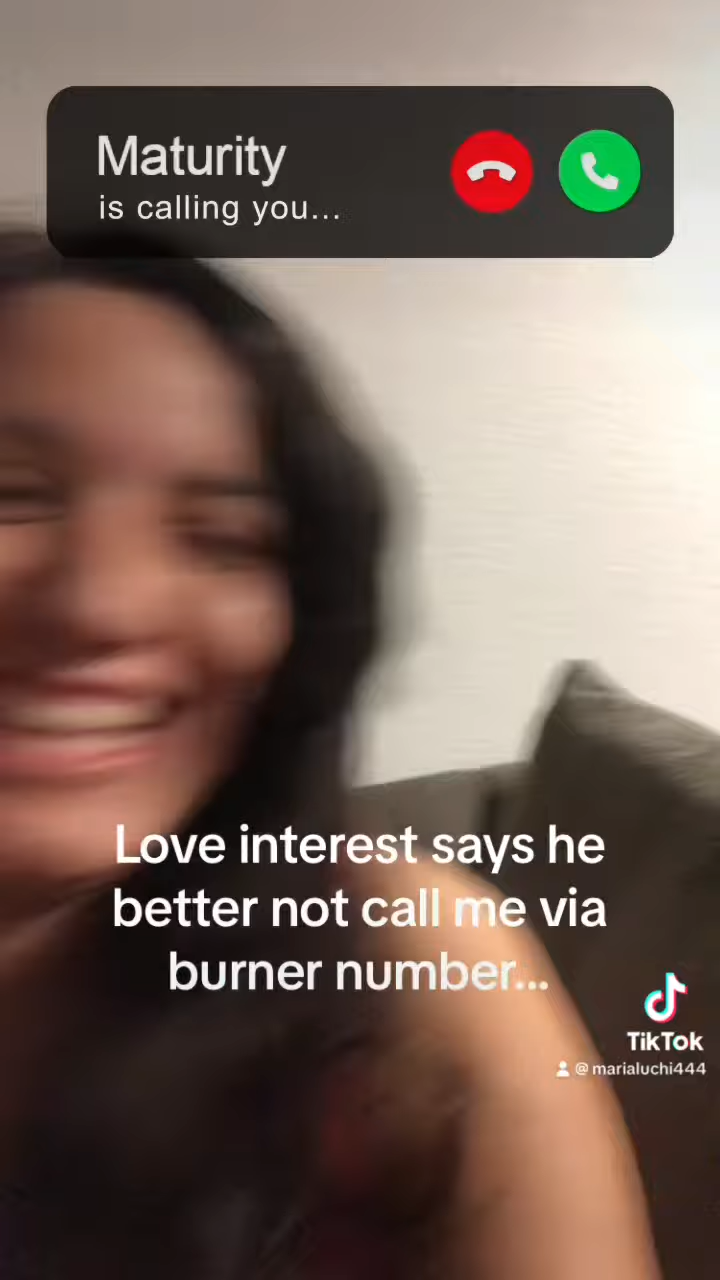 Maturity
is calling you...
Love interest says he
better not call me via
burner number...
TikTok
@marialuchi444